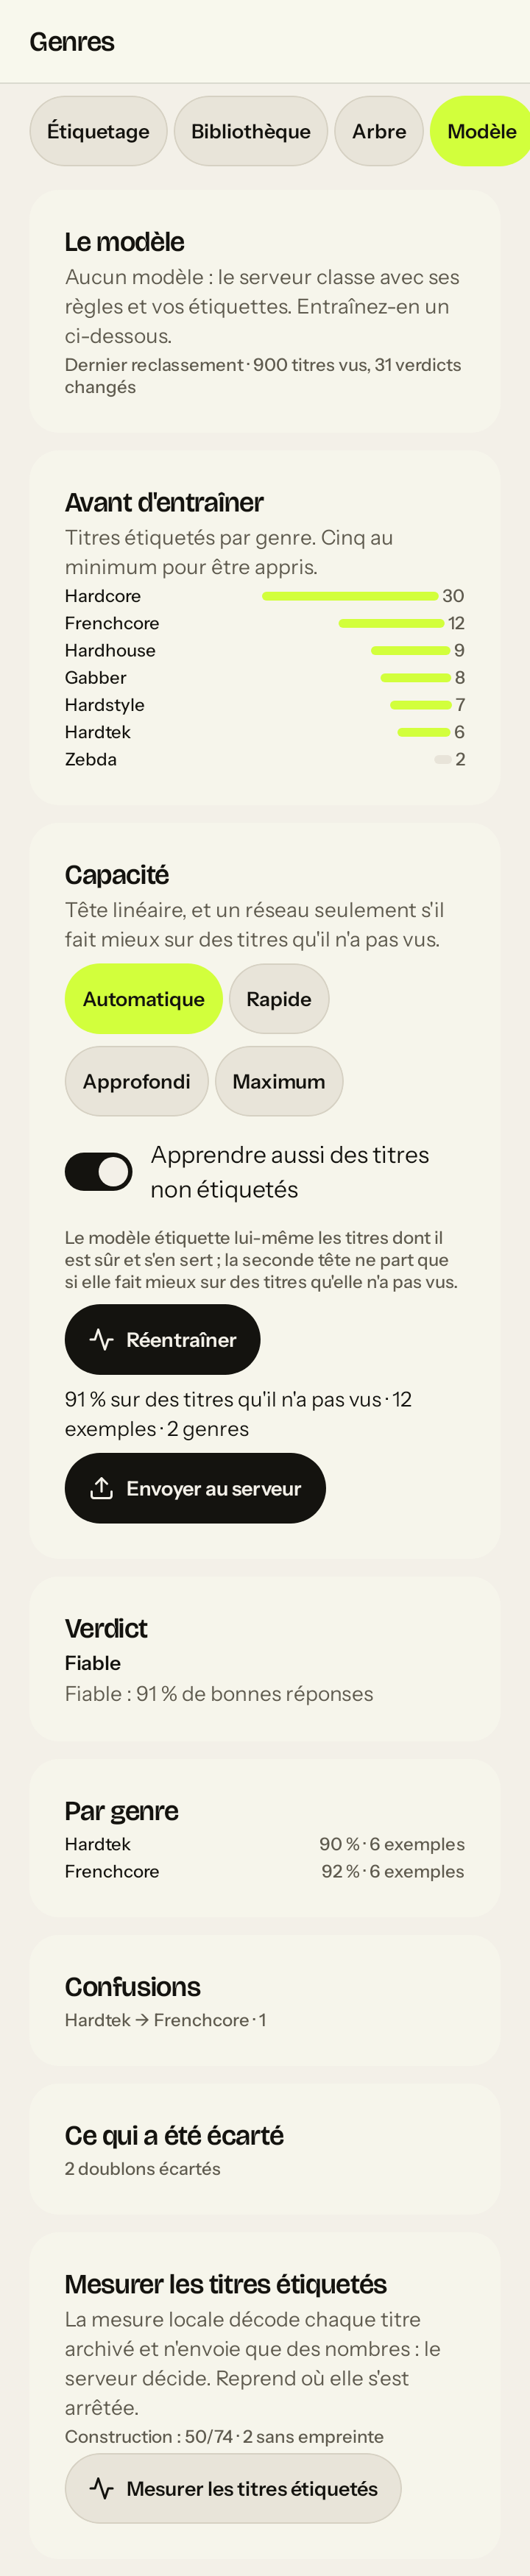 Genres
Étiquetage
Bibliothèque
Arbre
Modèle
Le modèle
Aucun modèle : le serveur classe avec ses
règles et vos étiquettes. Entraînez-en un
ci-dessous.
Dernier reclassement · 900 titres vus, 31 verdicts
changés
Avant d'entraîner
Titres étiquetés par genre. Cinq au
minimum pour être appris.
Hardcore 30
Frenchcore 12
Hardhouse 9
Gabber 8
Hardstyle 7
Hardtek 6
Zebda 2
Capacité
Tête linéaire, et un réseau seulement s'il
fait mieux sur des titres qu'il n'a pas vus.
Automatique
Rapide
Approfondi
Maximum
Apprendre aussi des titres
non étiquetés
Le modèle étiquette lui-même les titres dont il
est sûr et s'en sert ; la seconde tête ne part que
si elle fait mieux sur des titres qu'elle n'a pas vus.
Réentraîner
91 % sur des titres qu'il n'a pas vus · 12
exemples · 2 genres
Envoyer au serveur
Verdict
Fiable
Fiable : 91 % de bonnes réponses
Par genre
Hardtek 90 % · 6 exemples
Frenchcore 92 % · 6 exemples
Confusions
Hardtek → Frenchcore · 1
Ce qui a été écarté
2 doublons écartés
Mesurer les titres étiquetés
La mesure locale décode chaque titre
archivé et n'envoie que des nombres : le
serveur décide. Reprend où elle s'est
arrêtée.
Construction : 50/74 · 2 sans empreinte
Mesurer les titres étiquetés